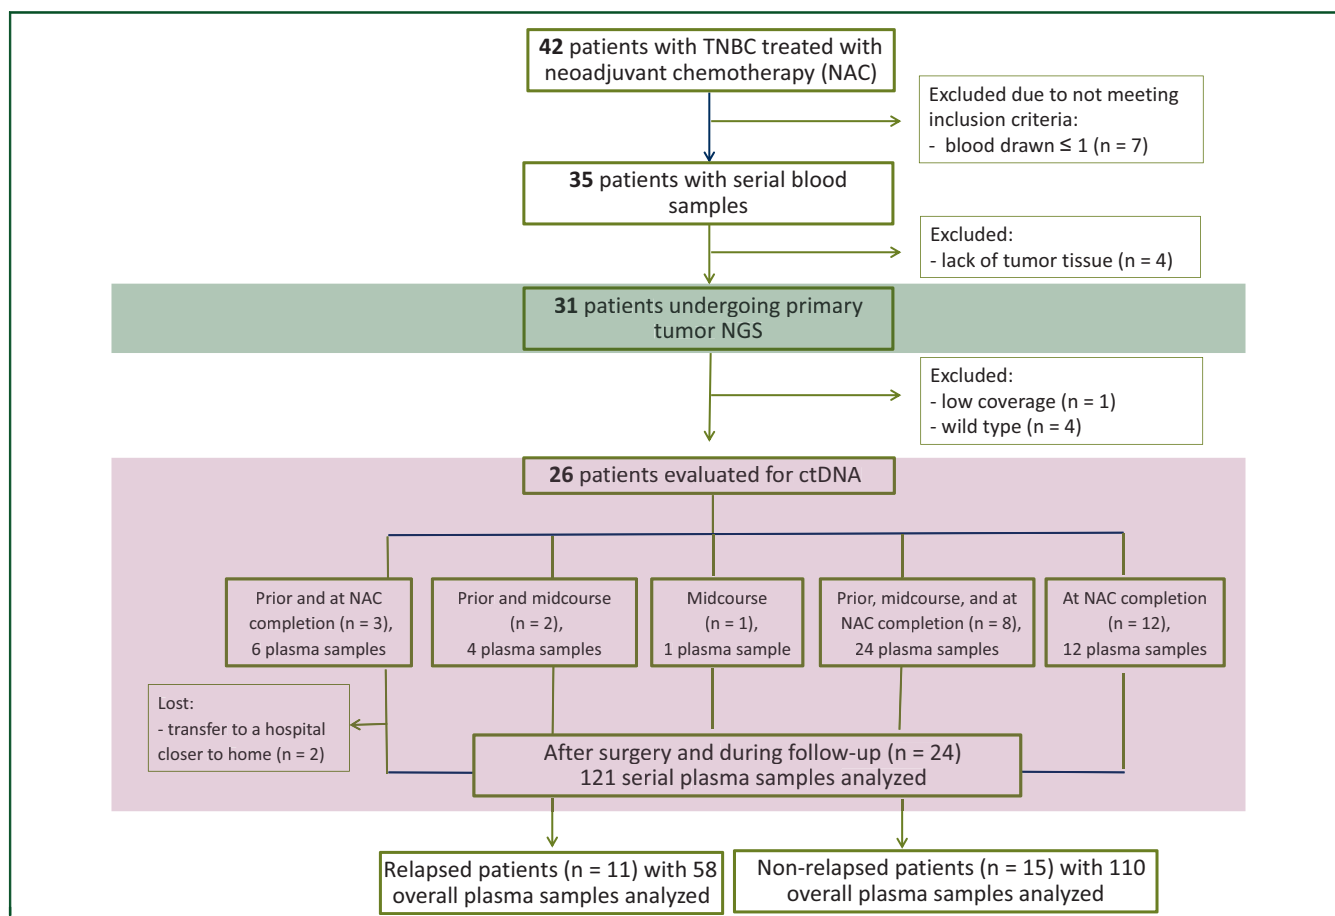 42 patients with TNBC treated with
neoadjuvant chemotherapy (NAC)
Excluded due to not meeting
inclusion criteria:
- blood drawn ≤ 1 (n = 7)
35 patients with serial blood
samples
Excluded:
- lack of tumor tissue (n = 4)
31 patients undergoing primary
tumor NGS
Excluded:
- low coverage (n = 1)
- wild type (n = 4)
26 patients evaluated for ctDNA
Prior and at NAC
completion (n = 3),
6 plasma samples
Prior and midcourse
(n = 2),
4 plasma samples
Midcourse
(n = 1),
1 plasma sample
Prior, midcourse, and at
NAC completion (n = 8),
24 plasma samples
At NAC completion
(n = 12),
12 plasma samples
Lost:
- transfer to a hospital
closer to home (n = 2)
After surgery and during follow-up (n = 24)
121 serial plasma samples analyzed
Relapsed patients (n = 11) with 58
overall plasma samples analyzed
Non-relapsed patients (n = 15) with 110
overall plasma samples analyzed